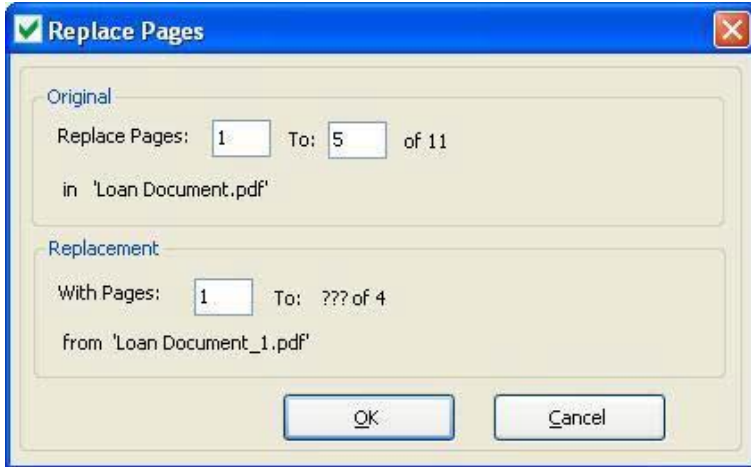 Replace Pages
Original
Replace Pages: 1 To: 5 of 11
in 'Loan Document.pdf'
Replacement
With Pages: 1 To: ??? of 4
from 'Loan Document_1.pdf'
OK Cancel